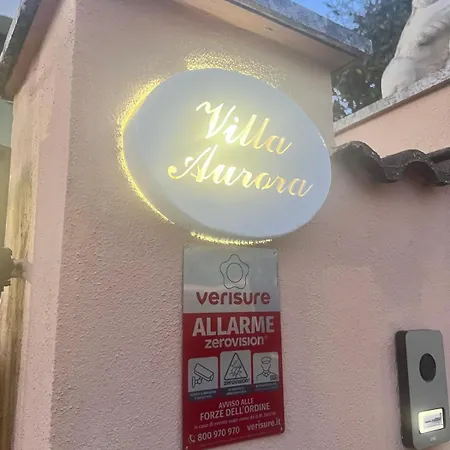 Villa
Aurora
verisure
ALLARME
zerovision®
AVVISO ALLE
FORZE DELL'ORDINE
800 970 970 verisure.it